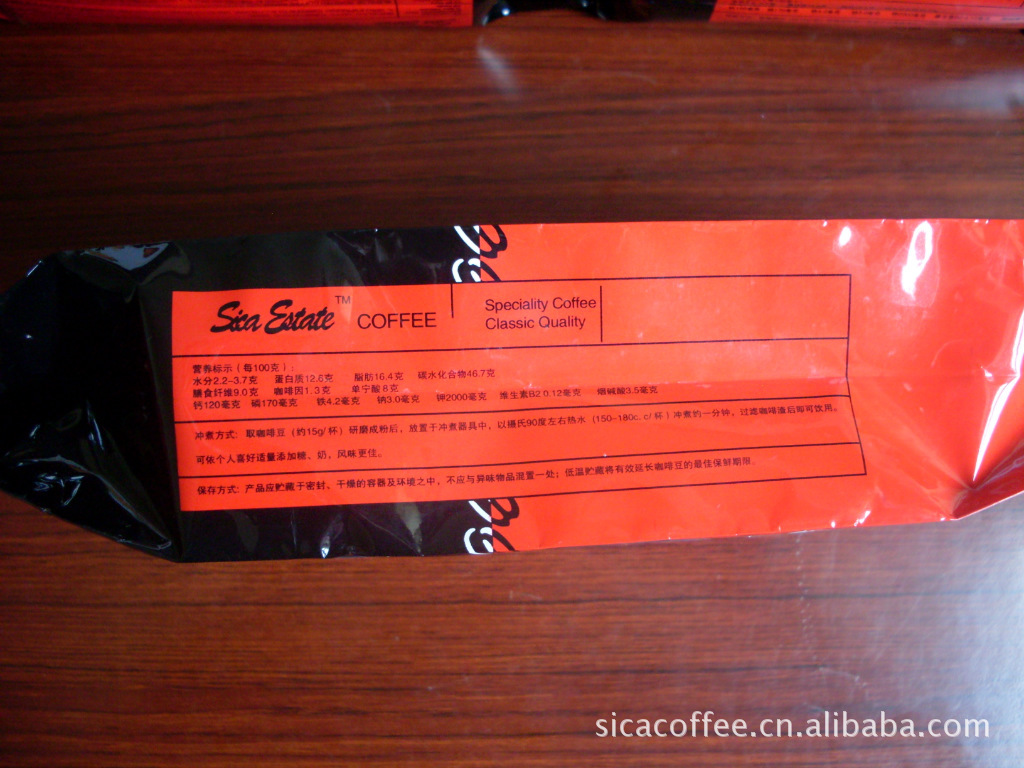 Sica Estate TM COFFEE
Speciality Coffee
Classic Quality
营养标示（每100克）：
水分2.2-3.7克 蛋白质12.6克 脂肪16.4克 碳水化合物46.7克
膳食纤维9.0克 咖啡因1.3克 单宁酸8克
钙120毫克 磷170毫克 铁4.2毫克 钠3.0毫克 钾2000毫克 维生素B2 0.12毫克 烟碱酸3.5毫克
冲煮方式：取咖啡豆（约15g/杯）研磨成粉后，放置于冲煮器具中，以摄氏90度左右热水（150-180c.c/杯）冲煮约一分钟，过滤咖啡渣后即可饮用。
可依个人喜好适量添加糖、奶，风味更佳。
保存方式：产品应贮藏于密封、干燥的容器及环境之中，不应与异味物品混置一处；低温贮藏将有效延长咖啡豆的最佳保鲜期限。
sicacoffee.cn.alibaba.com